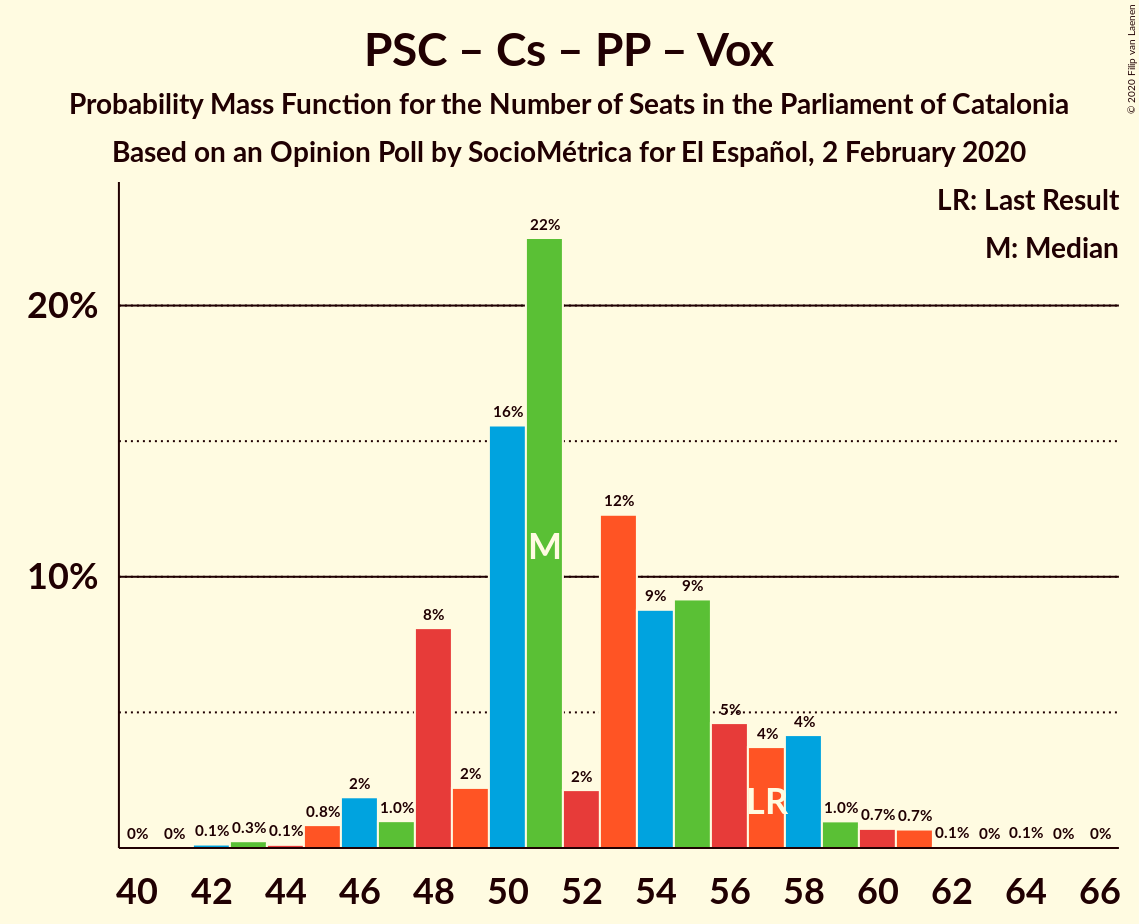 PSC – Cs – PP – Vox
Probability Mass Function for the Number of Seats in the Parliament of Catalonia
Based on an Opinion Poll by SocioMétrica for El Español, 2 February 2020
© 2020 Filip van Laenen
LR: Last Result
M: Median
20%
10%
0% 0% 0.1% 0.3% 0.1% 0.8% 2% 1.0% 8% 2% 16% 22% 2% 12% 9% 9% 5% 4% 4% 1.0% 0.7% 0.7% 0.1% 0% 0.1% 0% 0%
M
LR
40 42 44 46 48 50 52 54 56 58 60 62 64 66